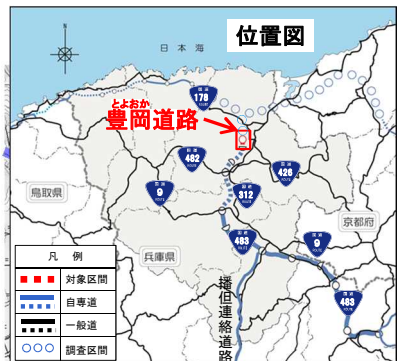 位置図
N
日本海
国道
178
とよおか
豊岡道路
国道
482
国道
426
国道
9
国道
312
鳥取県
京都府
国道
483
国道
9
兵庫県
国道
483
播但連絡道路
凡 例
対象区間
自専道
一般道
調査区間